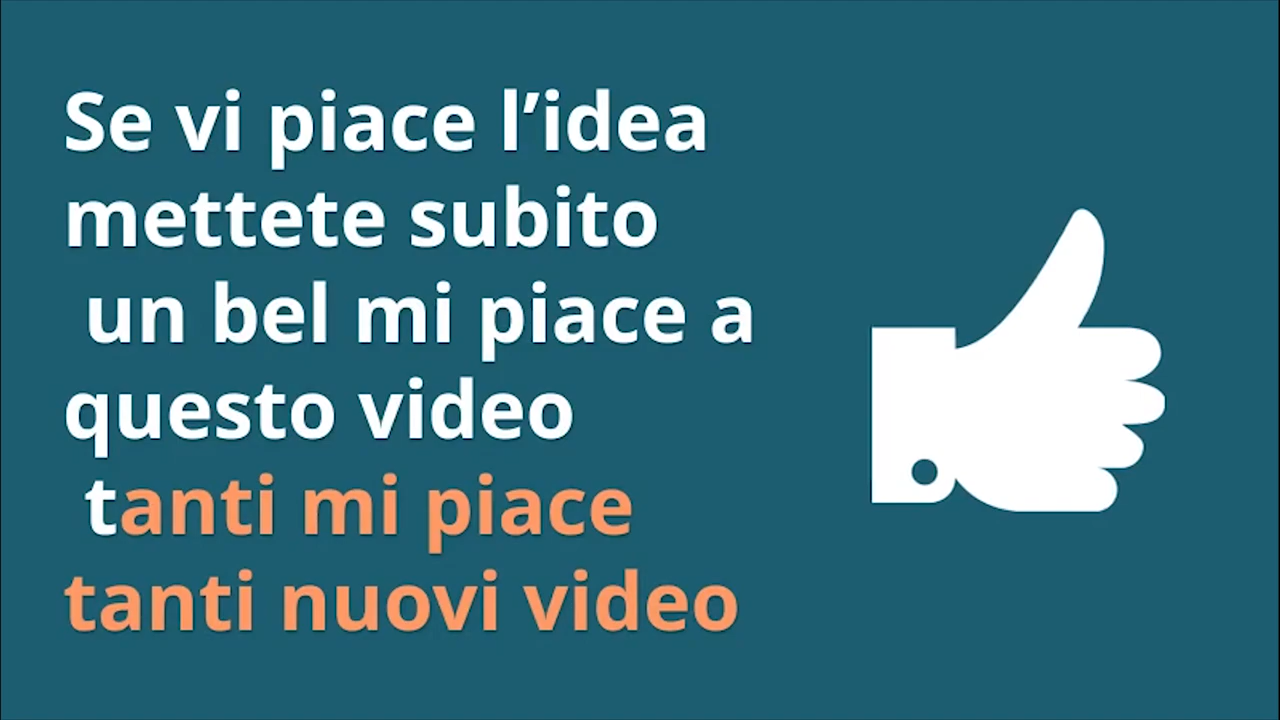 Se vi piace l’idea
mettete subito
un bel mi piace a
questo video
tanti mi piace
tanti nuovi video